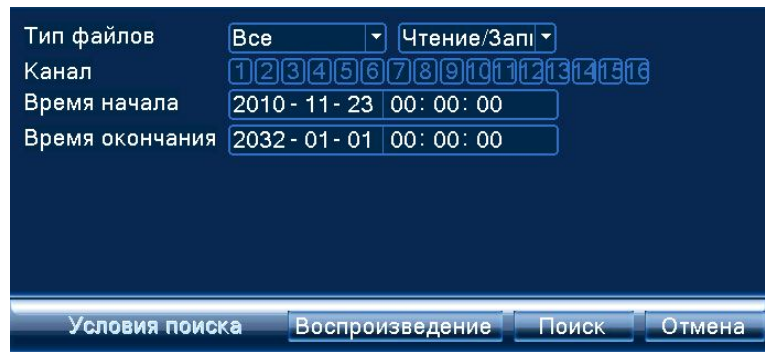 Тип файлов Все Чтение/Запи
Канал 1 2 3 4 5 6 7 8 9 10 11 12 13 14 15 16
Время начала 2010 - 11 - 23 00: 00: 00
Время окончания 2032 - 01 - 01 00: 00: 00
Условия поиска Воспроизведение Поиск Отмена